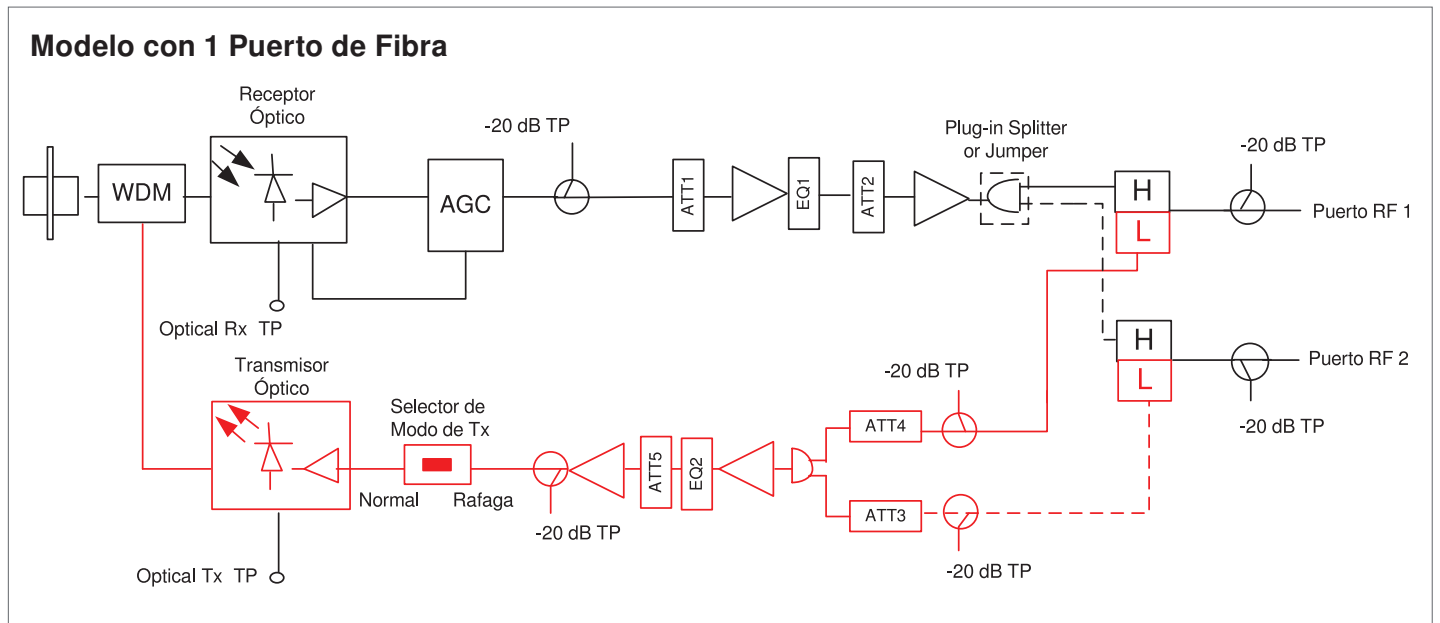 Modelo con 1 Puerto de Fibra
Receptor
Óptico
-20 dB TP
Plug-in Splitter
or Jumper
-20 dB TP
WDM
AGC
ATT1
EQ1
ATT2
H
L
Puerto RF 1
Optical Rx TP
H
L
Puerto RF 2
-20 dB TP
Transmisor
Óptico
Selector de
Modo de Tx
-20 dB TP
ATT4
ATT5
EQ2
Normal
Rafaga
ATT3
-20 dB TP
-20 dB TP
Optical Tx TP